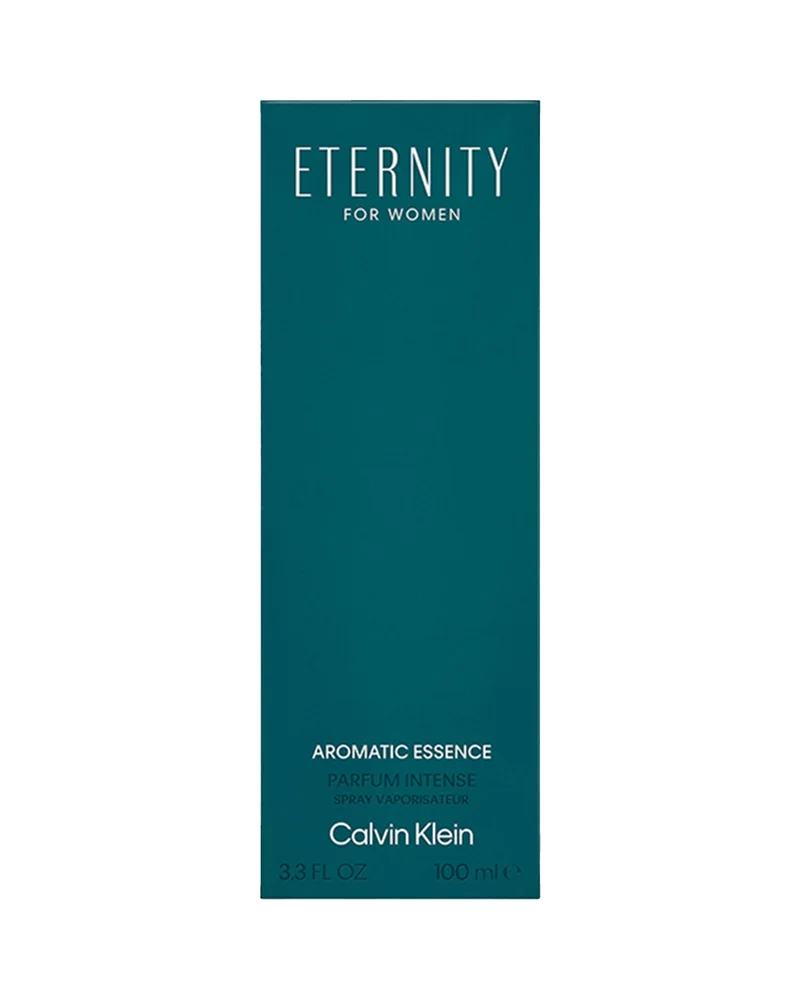 ETERNITY
FOR WOMEN
AROMATIC ESSENCE
PARFUM INTENSE
SPRAY VAPORISATEUR
Calvin Klein
3.3 FL OZ 100 ml ℮